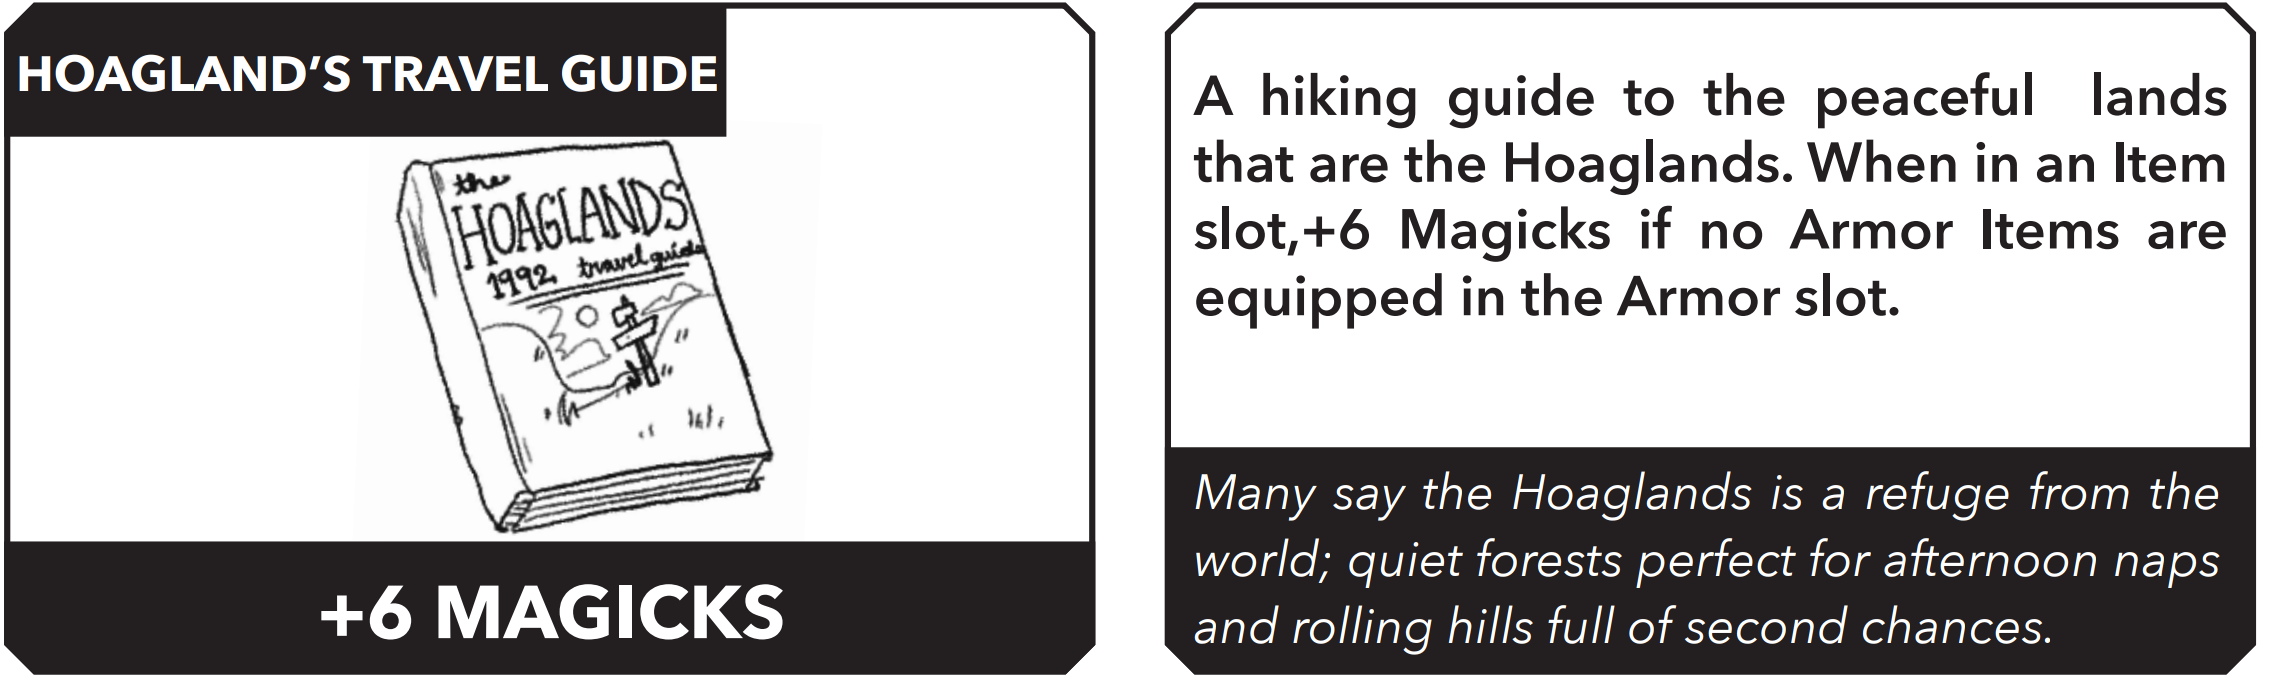 HOAGLAND’S TRAVEL GUIDE
the
HOAGLANDS
1992 travel guide
+6 MAGICKS
A hiking guide to the peaceful lands
that are the Hoaglands. When in an Item
slot,+6 Magicks if no Armor Items are
equipped in the Armor slot.
Many say the Hoaglands is a refuge from the
world; quiet forests perfect for afternoon naps
and rolling hills full of second chances.